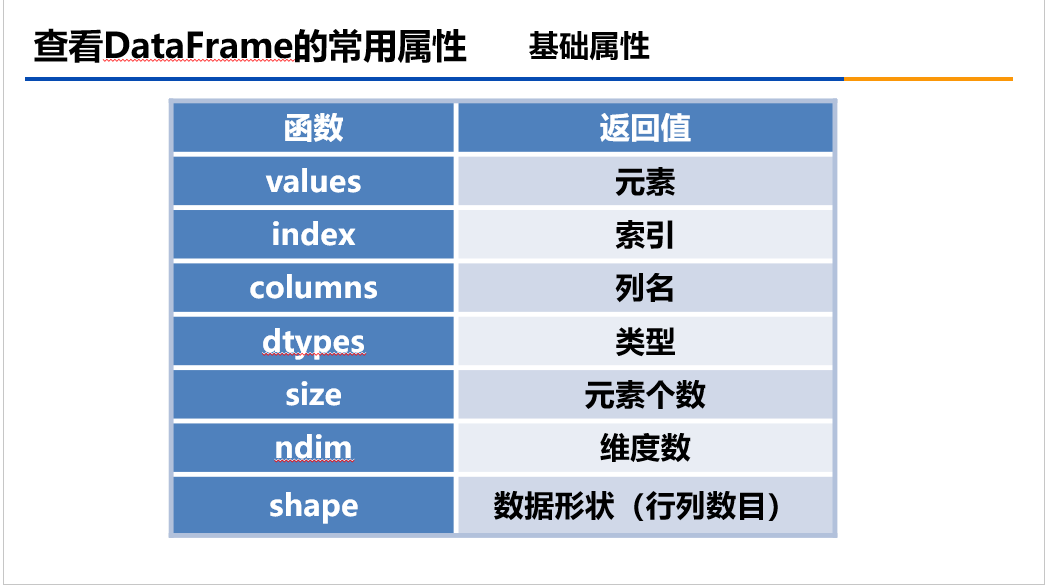 查看DataFrame的常用属性 基础属性
函数 返回值
values 元素
index 索引
columns 列名
dtypes 类型
size 元素个数
ndim 维度数
shape 数据形状（行列数目）